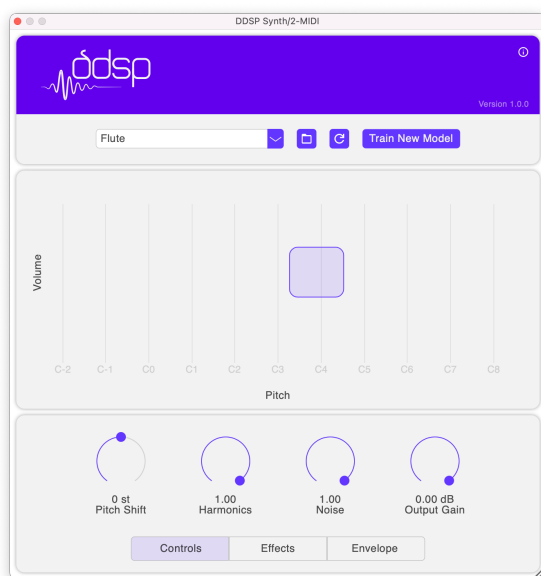 DDSP Synth/2-MIDI
ddsp
Version 1.0.0
Flute
Train New Model
Volume
C-2 C-1 C0 C1 C2 C3 C4 C5 C6 C7 C8
Pitch
0 st 1.00 1.00 0.00 dB
Pitch Shift Harmonics Noise Output Gain
Controls Effects Envelope